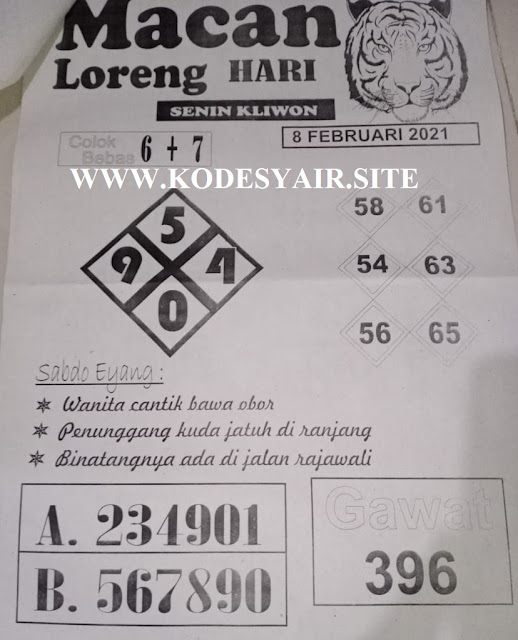 Macan
Loreng HARI
SENIN KLIWON
8 FEBRUARI 2021
Colok Bebas 6 + 7
WWW.KODESYAIR.SITE
5
9 4
0
58 61
54 63
56 65
Sabdo Eyang :
Wanita cantik bawa obor
Penunggang kuda jatuh di ranjang
Binatangnya ada di jalan rajawali
A. 234901
B. 567890
Gawat
396